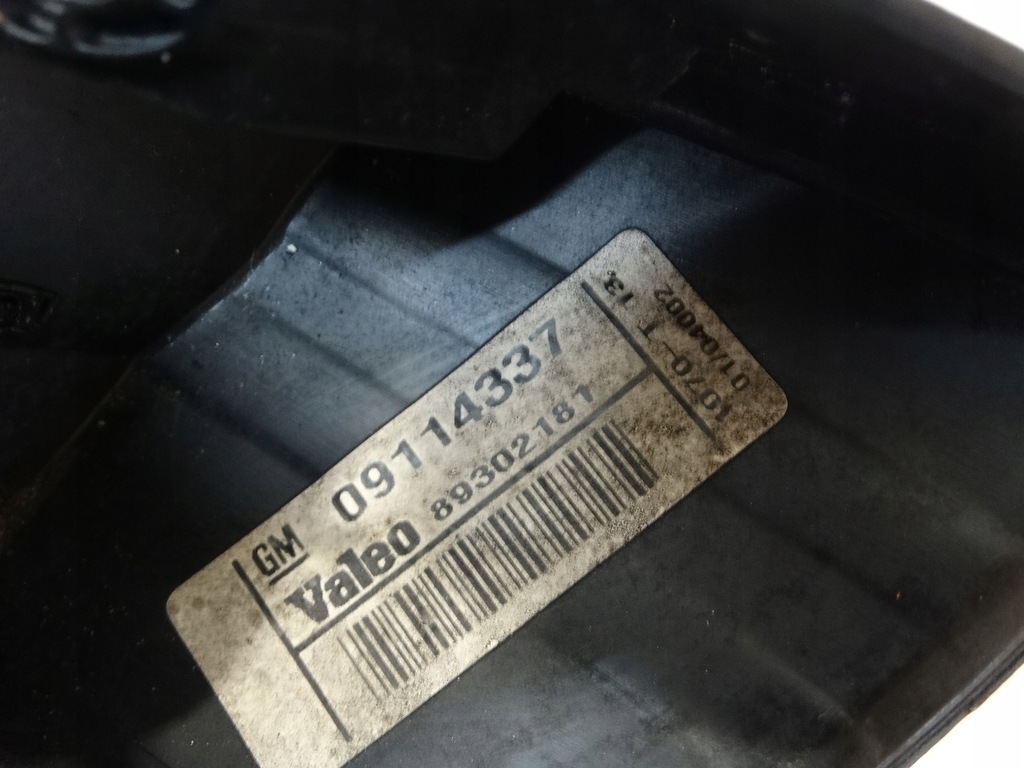 GM 09114337
Valeo 89302181
1070-T 13.
01/04002